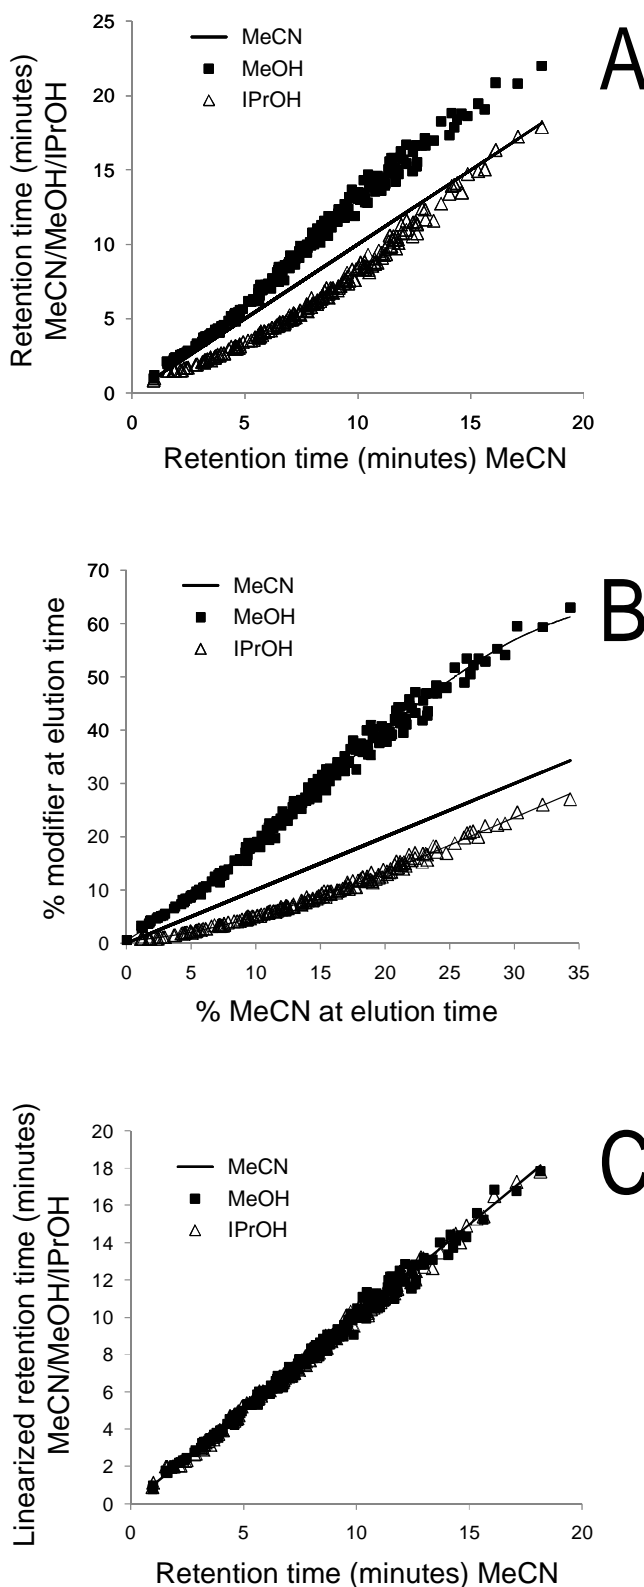 A
Retention time (minutes)
MeCN/MeOH/IPrOH
MeCN
MeOH
IPrOH
25
20
15
10
5
0
0 5 10 15 20
Retention time (minutes) MeCN
B
% modifier at elution time
MeCN
MeOH
IPrOH
70
60
50
40
30
20
10
0
0 5 10 15 20 25 30 35
% MeCN at elution time
C
Linearized retention time (minutes)
MeCN/MeOH/IPrOH
MeCN
MeOH
IPrOH
20
18
16
14
12
10
8
6
4
2
0
0 5 10 15 20
Retention time (minutes) MeCN